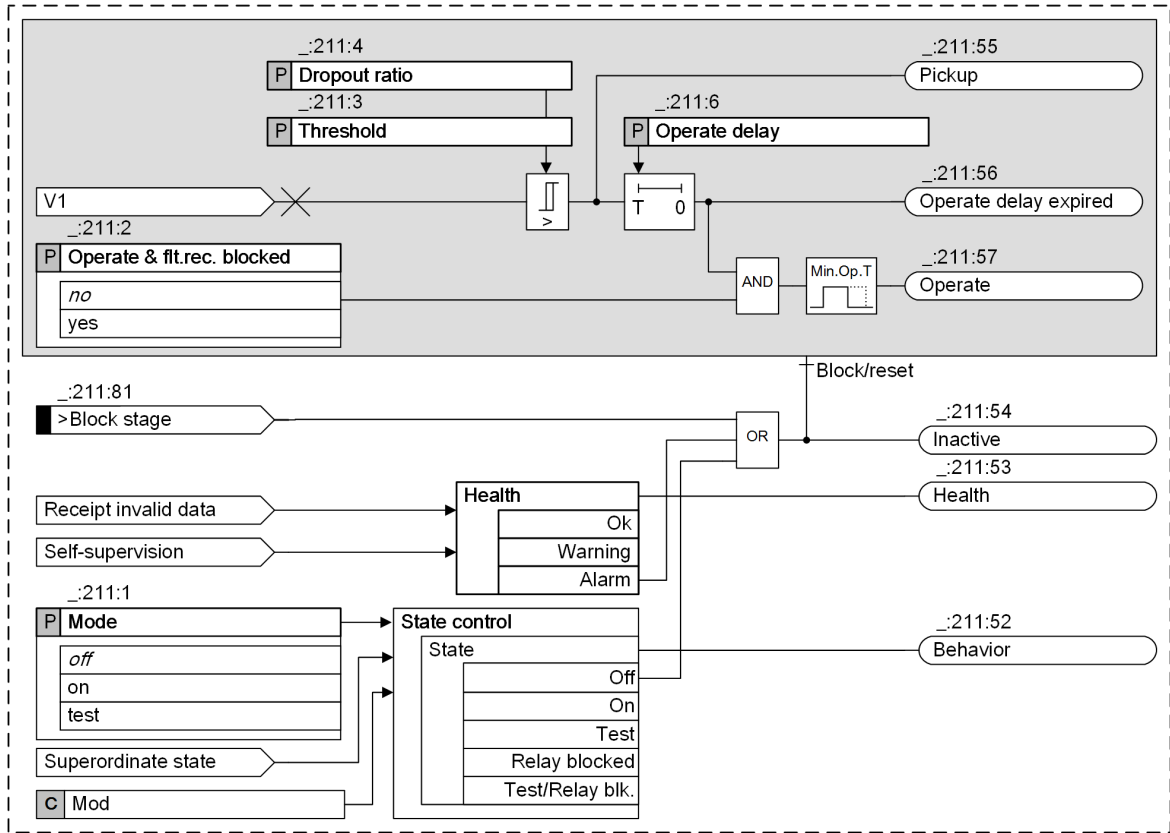 _:211:4
P Dropout ratio
_:211:3
P Threshold
_:211:55
Pickup
_:211:6
P Operate delay
V1
>
T 0
_:211:56
Operate delay expired
_:211:2
P Operate & flt.rec. blocked
no
yes
AND
Min.Op.T
_:211:57
Operate
Block/reset
_:211:81
>Block stage
OR
_:211:54
Inactive
_:211:53
Health
Receipt invalid data
Self-supervision
Health
Ok
Warning
Alarm
_:211:1
P Mode
off
on
test
Superordinate state
C Mod
State control
State
Off
On
Test
Relay blocked
Test/Relay blk.
_:211:52
Behavior